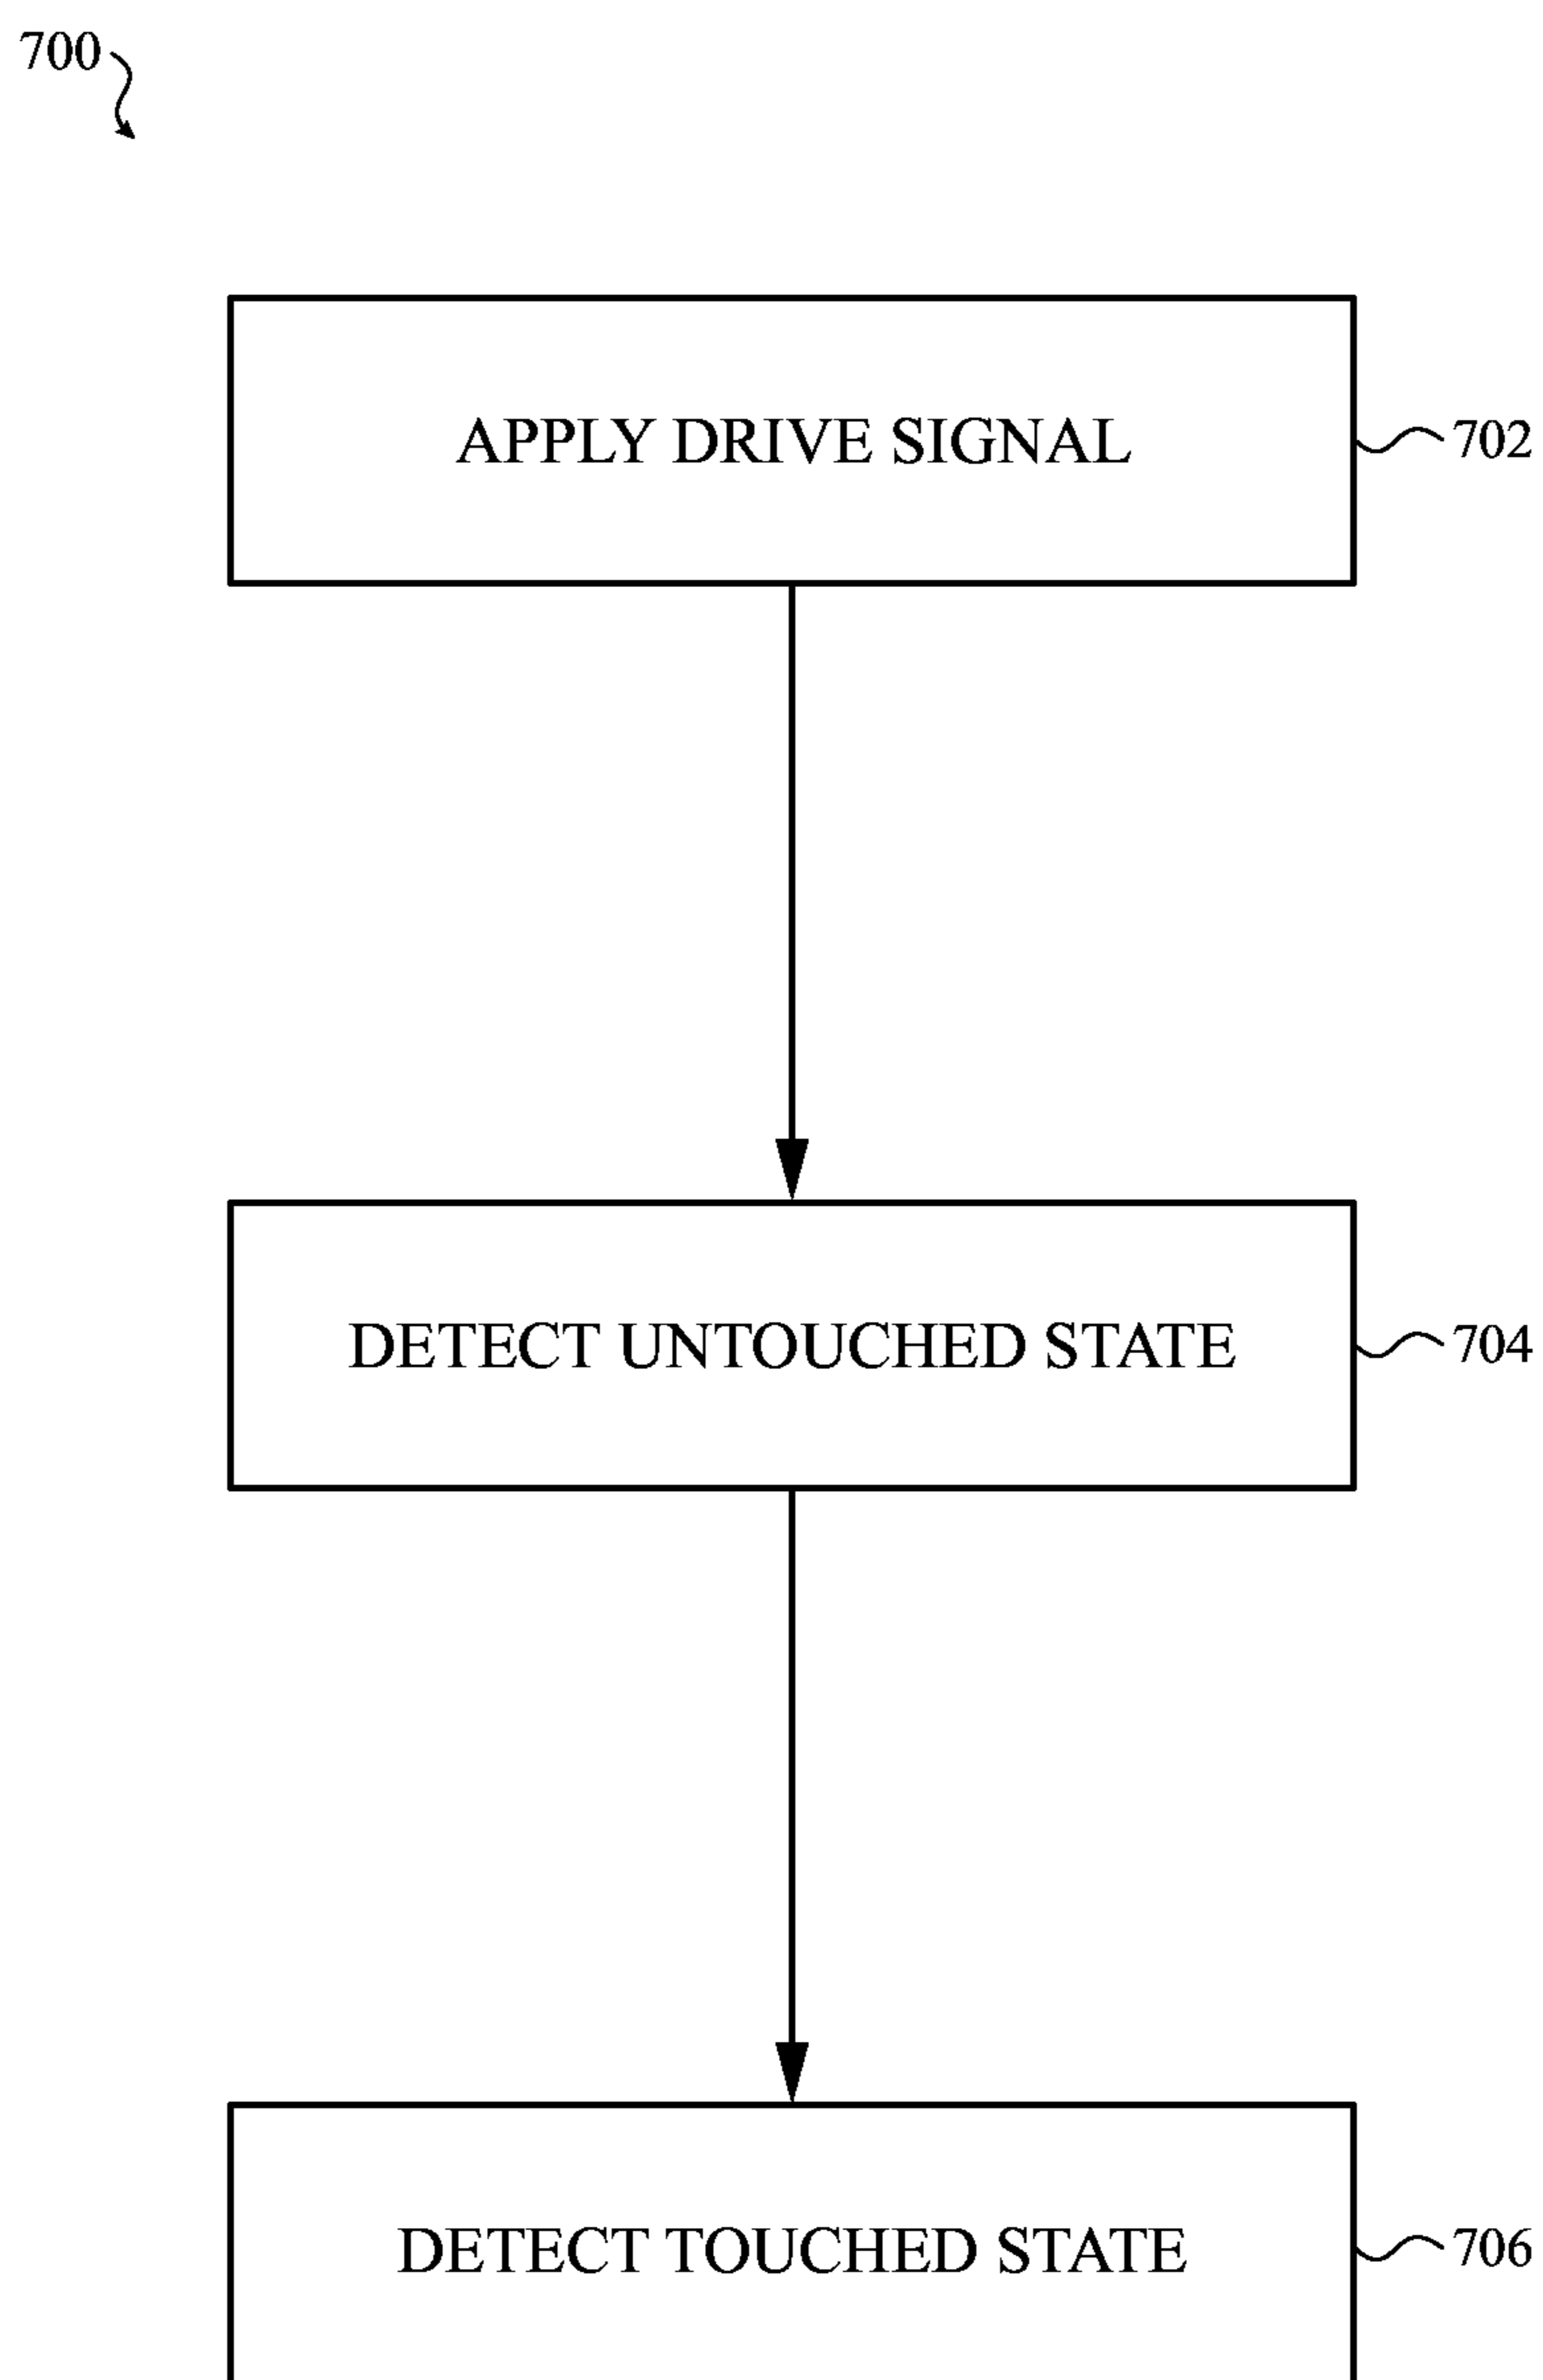 700
APPLY DRIVE SIGNAL
702
DETECT UNTOUCHED STATE
704
DETECT TOUCHED STATE
706